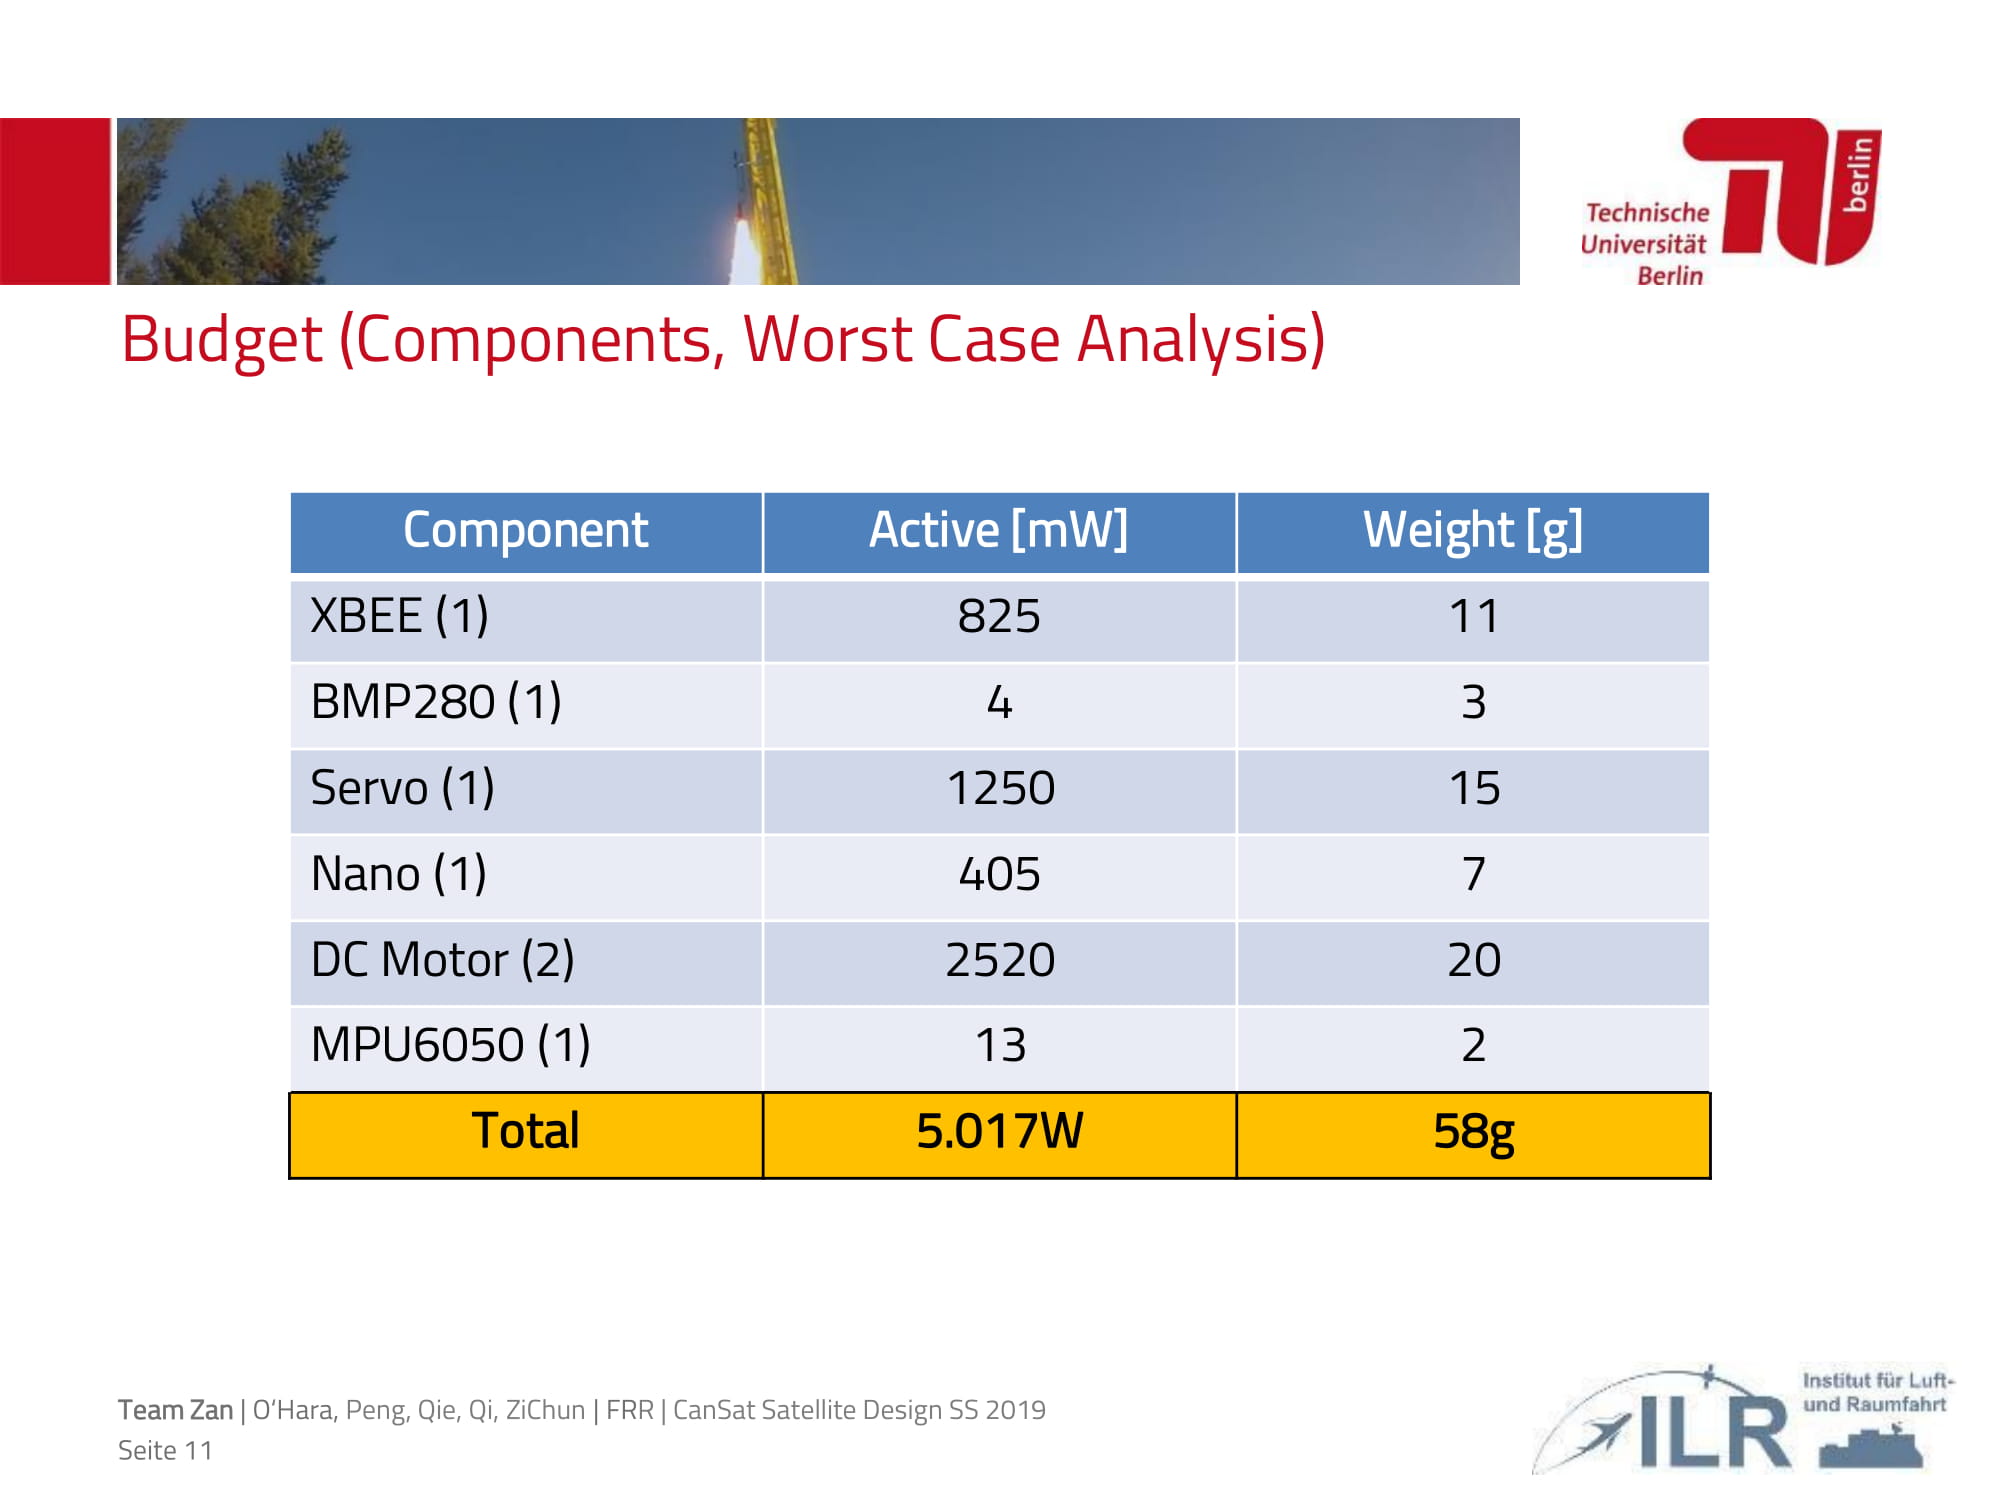 Technische
Universität
Berlin
berlin
Budget (Components, Worst Case Analysis)
Component Active [mW] Weight [g]
XBEE (1) 825 11
BMP280 (1) 4 3
Servo (1) 1250 15
Nano (1) 405 7
DC Motor (2) 2520 20
MPU6050 (1) 13 2
Total 5.017W 58g
Team Zan | O‘Hara, Peng, Qie, Qi, ZiChun | FRR | CanSat Satellite Design SS 2019
Seite 11
ILR
Institut für Luft-
und Raumfahrt